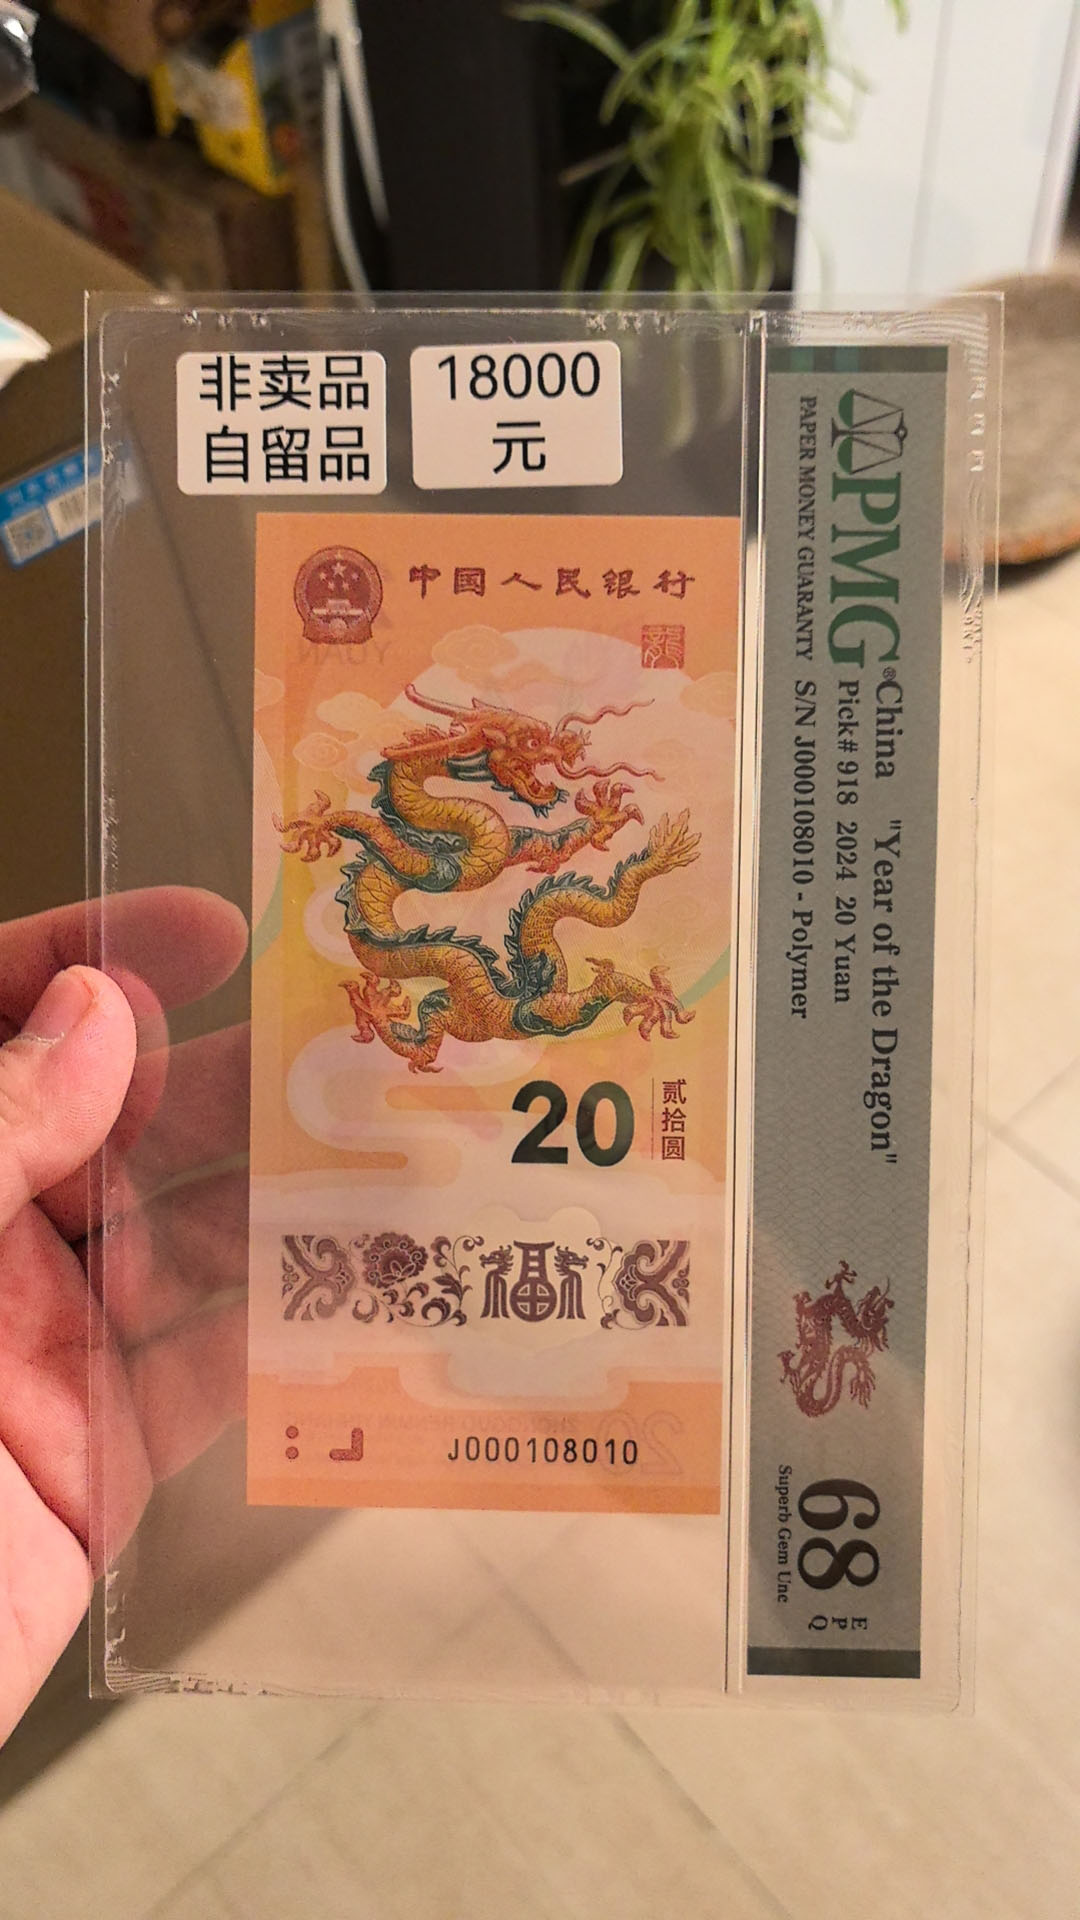 非卖品
自留品
18000
元
中国人民银行
龍
20
贰拾圆
福
J000108010
PMG®
PAPER MONEY GUARANTY
China "Year of the Dragon"
Pick# 918 2024 20 Yuan
S/N J000108010 - Polymer
68
EPQ
Superb Gem Unc